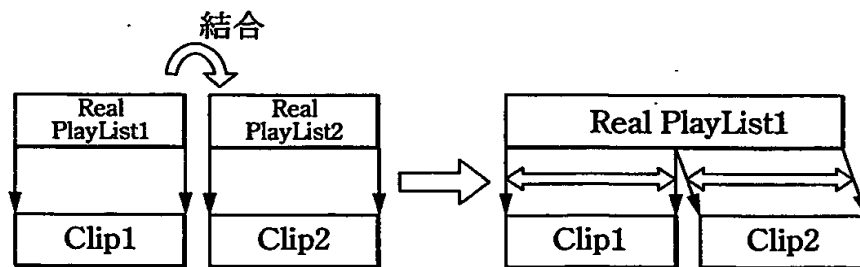 結合
Real
PlayList1
Real
PlayList2
Real PlayList1
Clip1
Clip2
Clip1
Clip2